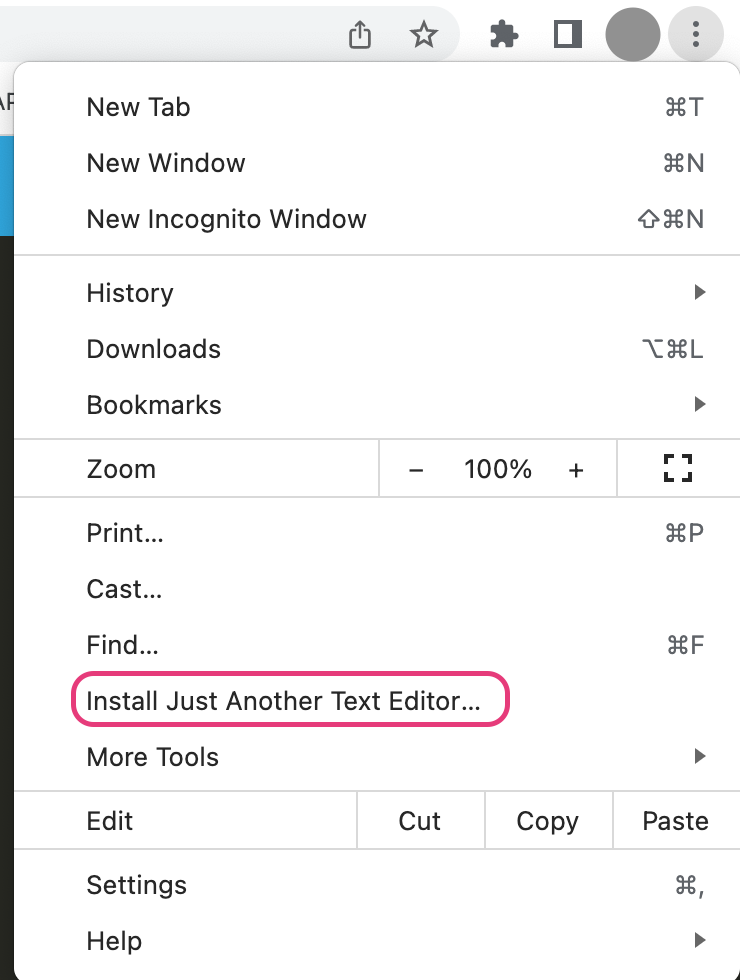 New Tab ⌘T
New Window ⌘N
New Incognito Window ⇧⌘N
History
Downloads ⌥⌘L
Bookmarks
Zoom – 100% +
Print... ⌘P
Cast...
Find... ⌘F
Install Just Another Text Editor...
More Tools
Edit Cut Copy Paste
Settings ⌘,
Help